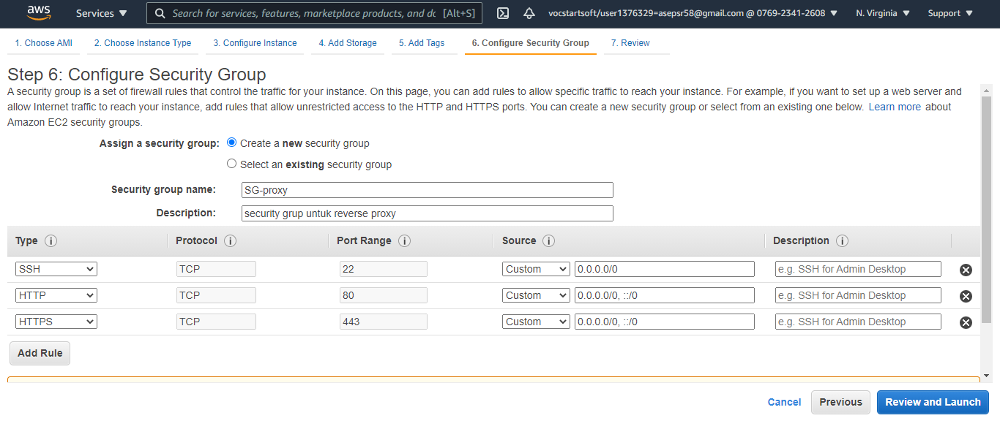 aws Services Search for services, features, marketplace products, and dc [Alt+S] vocstartsoft/user1376329=asepsr58@gmail.com @ 0769-2341-2608 N. Virginia Support
1. Choose AMI 2. Choose Instance Type 3. Configure Instance 4. Add Storage 5. Add Tags 6. Configure Security Group 7. Review
Step 6: Configure Security Group
A security group is a set of firewall rules that control the traffic for your instance. On this page, you can add rules to allow specific traffic to reach your instance. For example, if you want to set up a web server and
allow Internet traffic to reach your instance, add rules that allow unrestricted access to the HTTP and HTTPS ports. You can create a new security group or select from an existing one below. Learn more about
Amazon EC2 security groups.
Assign a security group: Create a new security group
Select an existing security group
Security group name: SG-proxy
Description: security grup untuk reverse proxy
Type i Protocol i Port Range i Source i Description i
SSH TCP 22 Custom 0.0.0.0/0 e.g. SSH for Admin Desktop
HTTP TCP 80 Custom 0.0.0.0/0, ::/0 e.g. SSH for Admin Desktop
HTTPS TCP 443 Custom 0.0.0.0/0, ::/0 e.g. SSH for Admin Desktop
Add Rule
Cancel Previous Review and Launch